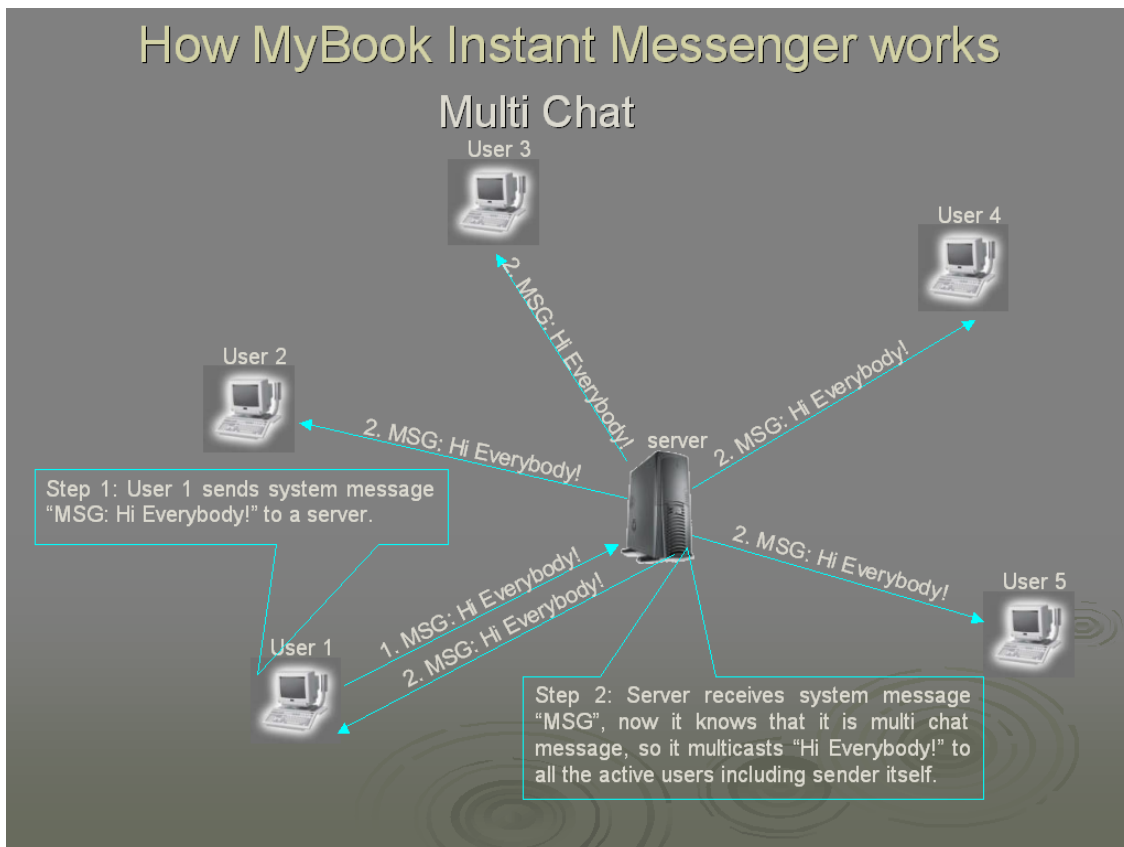 How MyBook Instant Messenger works
Multi Chat
User 3
User 4
2. MSG: Hi Everybody!
2. MSG: Hi Everybody!
User 2
2. MSG: Hi Everybody!
server
Step 1: User 1 sends system message
“MSG: Hi Everybody!” to a server.
2. MSG: Hi Everybody!
User 5
1. MSG: Hi Everybody!
2. MSG: Hi Everybody!
User 1
Step 2: Server receives system message
“MSG”, now it knows that it is multi chat
message, so it multicasts “Hi Everybody!” to
all the active users including sender itself.